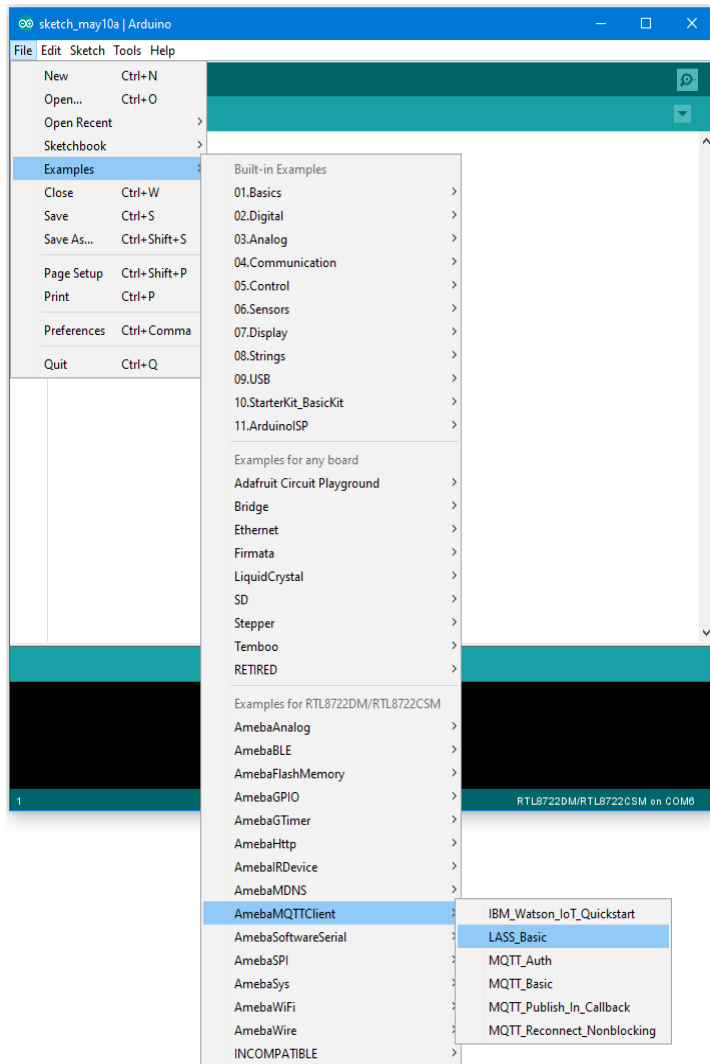 sketch_may10a | Arduino
File Edit Sketch Tools Help
New Ctrl+N
Open... Ctrl+O
Open Recent
Sketchbook
Examples
Close Ctrl+W
Save Ctrl+S
Save As... Ctrl+Shift+S
Page Setup Ctrl+Shift+P
Print Ctrl+P
Preferences Ctrl+Comma
Quit Ctrl+Q
Built-in Examples
01.Basics
02.Digital
03.Analog
04.Communication
05.Control
06.Sensors
07.Display
08.Strings
09.USB
10.StarterKit_BasicKit
11.ArduinoISP
Examples for any board
Adafruit Circuit Playground
Bridge
Ethernet
Firmata
LiquidCrystal
SD
Stepper
Temboo
RETIRED
Examples for RTL8722DM/RTL8722CSM
AmebaAnalog
AmebaBLE
AmebaFlashMemory
AmebaGPIO
AmebaGTimer
AmebaHttp
AmebaIRDevice
AmebaMDNS
AmebaMQTTClient
AmebaSoftwareSerial
AmebaSPI
AmebaSys
AmebaWiFi
AmebaWire
INCOMPATIBLE
IBM_Watson_IoT_Quickstart
LASS_Basic
MQTT_Auth
MQTT_Basic
MQTT_Publish_In_Callback
MQTT_Reconnect_Nonblocking
1 RTL8722DM/RTL8722CSM on COM6